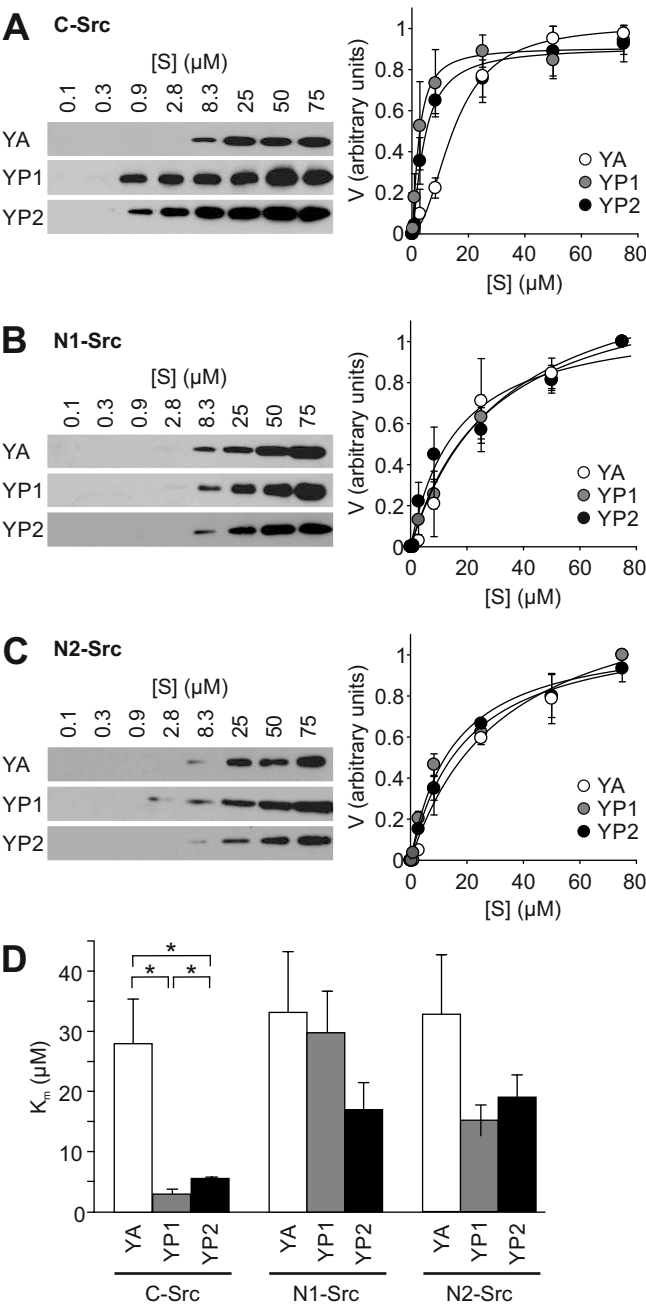 A C-Src
[S] (µM)
0.1 0.3 0.9 2.8 8.3 25 50 75
YA
YP1
YP2
V (arbitrary units)
1
0.8
0.6
0.4
0.2
0
0 20 40 60 80
[S] (µM)
YA
YP1
YP2
B N1-Src
[S] (µM)
0.1 0.3 0.9 2.8 8.3 25 50 75
YA
YP1
YP2
V (arbitrary units)
1
0.8
0.6
0.4
0.2
0
0 20 40 60 80
[S] (µM)
YA
YP1
YP2
C N2-Src
[S] (µM)
0.1 0.3 0.9 2.8 8.3 25 50 75
YA
YP1
YP2
V (arbitrary units)
1
0.8
0.6
0.4
0.2
0
0 20 40 60 80
[S] (µM)
YA
YP1
YP2
D
Km (µM)
40
30
20
10
0
*
* *
YA YP1 YP2 YA YP1 YP2 YA YP1 YP2
C-Src N1-Src N2-Src